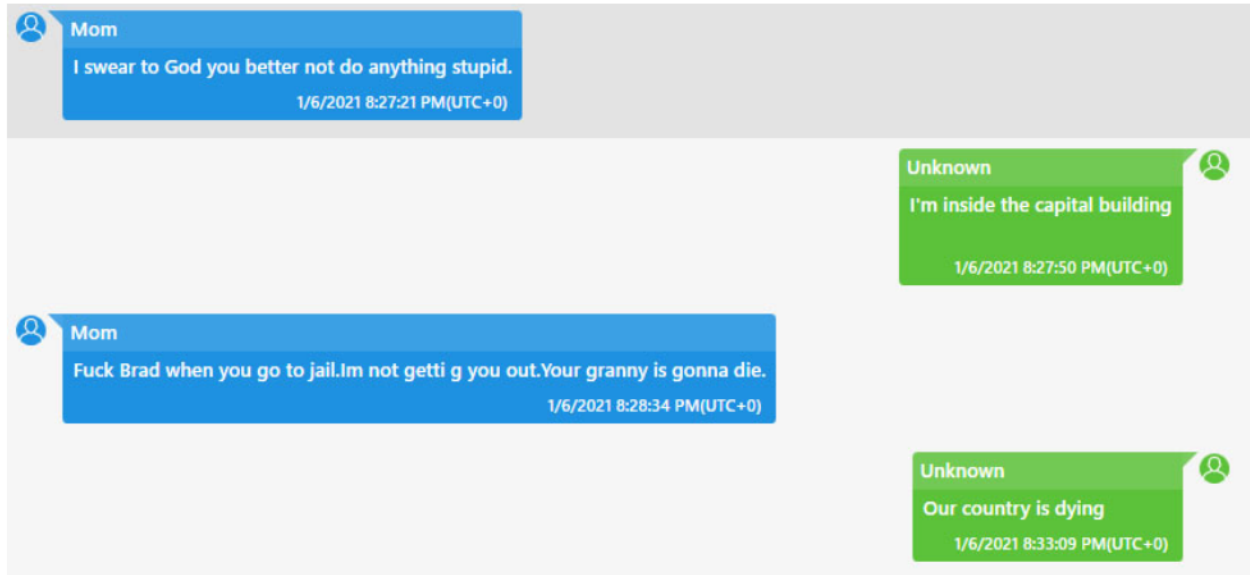 Mom
I swear to God you better not do anything stupid.
1/6/2021 8:27:21 PM(UTC+0)
Unknown
I'm inside the capital building
1/6/2021 8:27:50 PM(UTC+0)
Mom
Fuck Brad when you go to jail.Im not getti g you out.Your granny is gonna die.
1/6/2021 8:28:34 PM(UTC+0)
Unknown
Our country is dying
1/6/2021 8:33:09 PM(UTC+0)